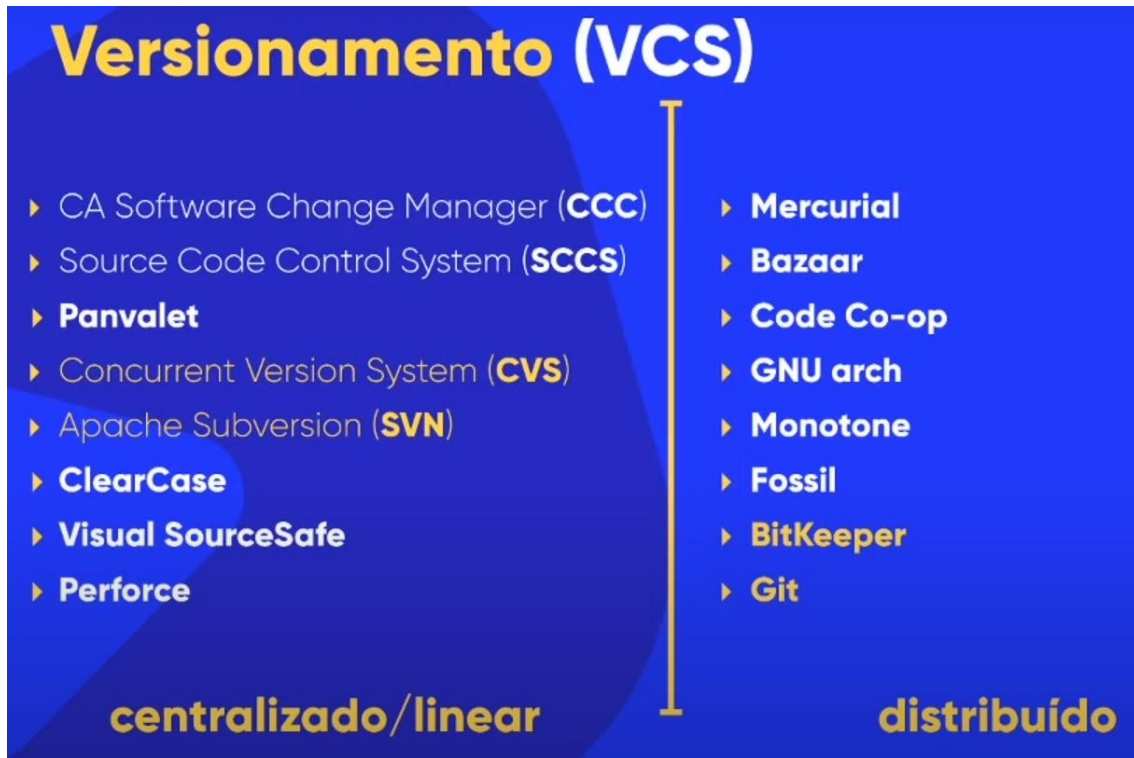 Versionamento (VCS)
CA Software Change Manager (CCC)
Source Code Control System (SCCS)
Panvalet
Concurrent Version System (CVS)
Apache Subversion (SVN)
ClearCase
Visual SourceSafe
Perforce
centralizado/linear
Mercurial
Bazaar
Code Co-op
GNU arch
Monotone
Fossil
BitKeeper
Git
distribuído